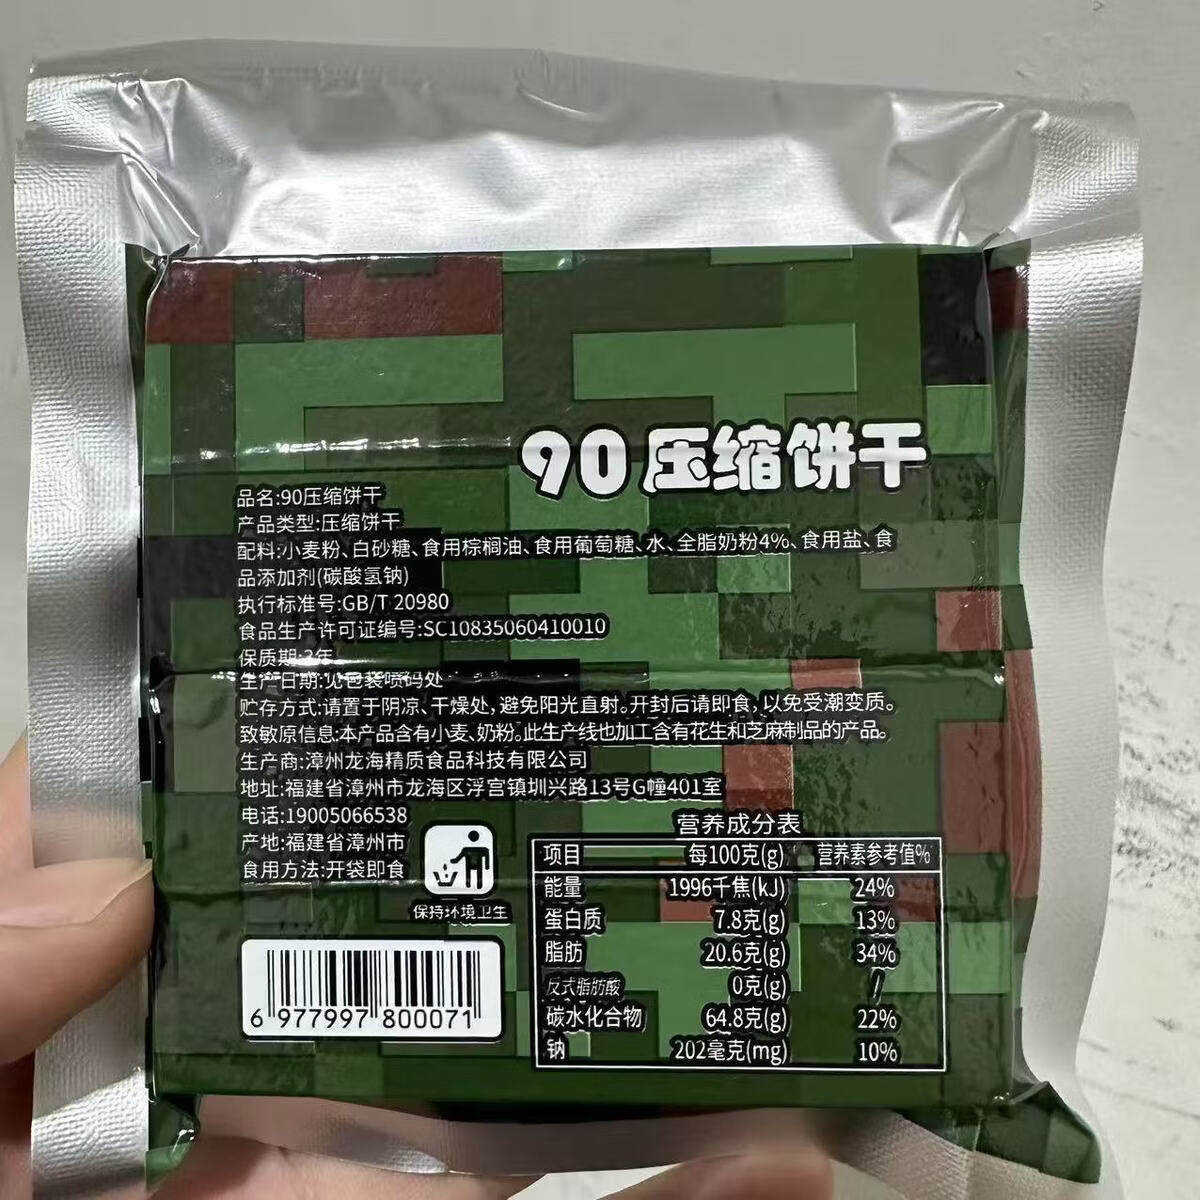 90压缩饼干
品名:90压缩饼干
产品类型:压缩饼干
配料:小麦粉、白砂糖、食用棕榈油、食用葡萄糖、水、全脂奶粉4%、食用盐、食
品添加剂(碳酸氢钠)
执行标准号:GB/T 20980
食品生产许可证编号:SC10835060410010
保质期:2年
生产日期:见包装喷码处
贮存方式:请置于阴凉、干燥处,避免阳光直射。开封后请即食,以免受潮变质。
致敏原信息:本产品含有小麦、奶粉。此生产线也加工含有花生和芝麻制品的产品。
生产商:漳州龙海精质食品科技有限公司
地址:福建省漳州市龙海区浮宫镇圳兴路13号G幢401室
电话:19005066538
产地:福建省漳州市
食用方法:开袋即食
保持环境卫生
6 977997 800071
营养成分表
项目 每100克(g) 营养素参考值%
能量 1996千焦(kJ) 24%
蛋白质 7.8克(g) 13%
脂肪 20.6克(g) 34%
反式脂肪酸 0克(g) /
碳水化合物 64.8克(g) 22%
钠 202毫克(mg) 10%